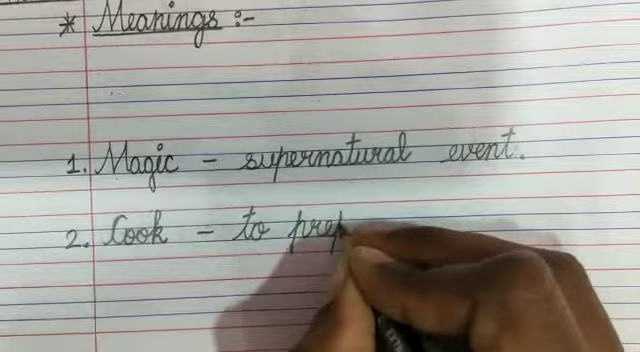 * Meanings :-
1. Magic - supernatural event.
2. Cook - to prep